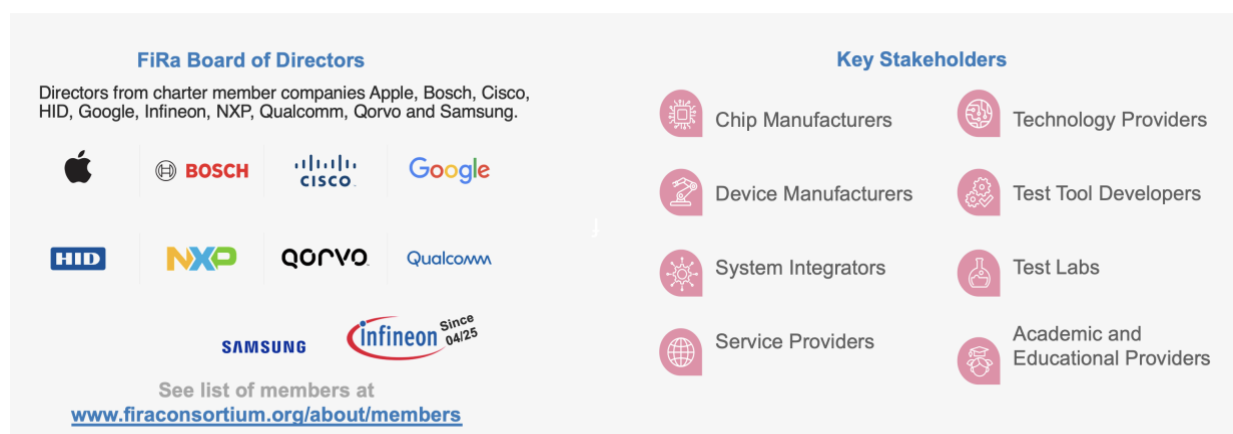 FiRa Board of Directors
Directors from charter member companies Apple, Bosch, Cisco,
HID, Google, Infineon, NXP, Qualcomm, Qorvo and Samsung.
BOSCH
CISCO
Google
HID
NXP
QORVO
Qualcomm
SAMSUNG
infineon
Since
04/25
See list of members at
www.firaconsortium.org/about/members
Key Stakeholders
Chip Manufacturers
Technology Providers
Device Manufacturers
Test Tool Developers
System Integrators
Test Labs
Service Providers
Academic and
Educational Providers